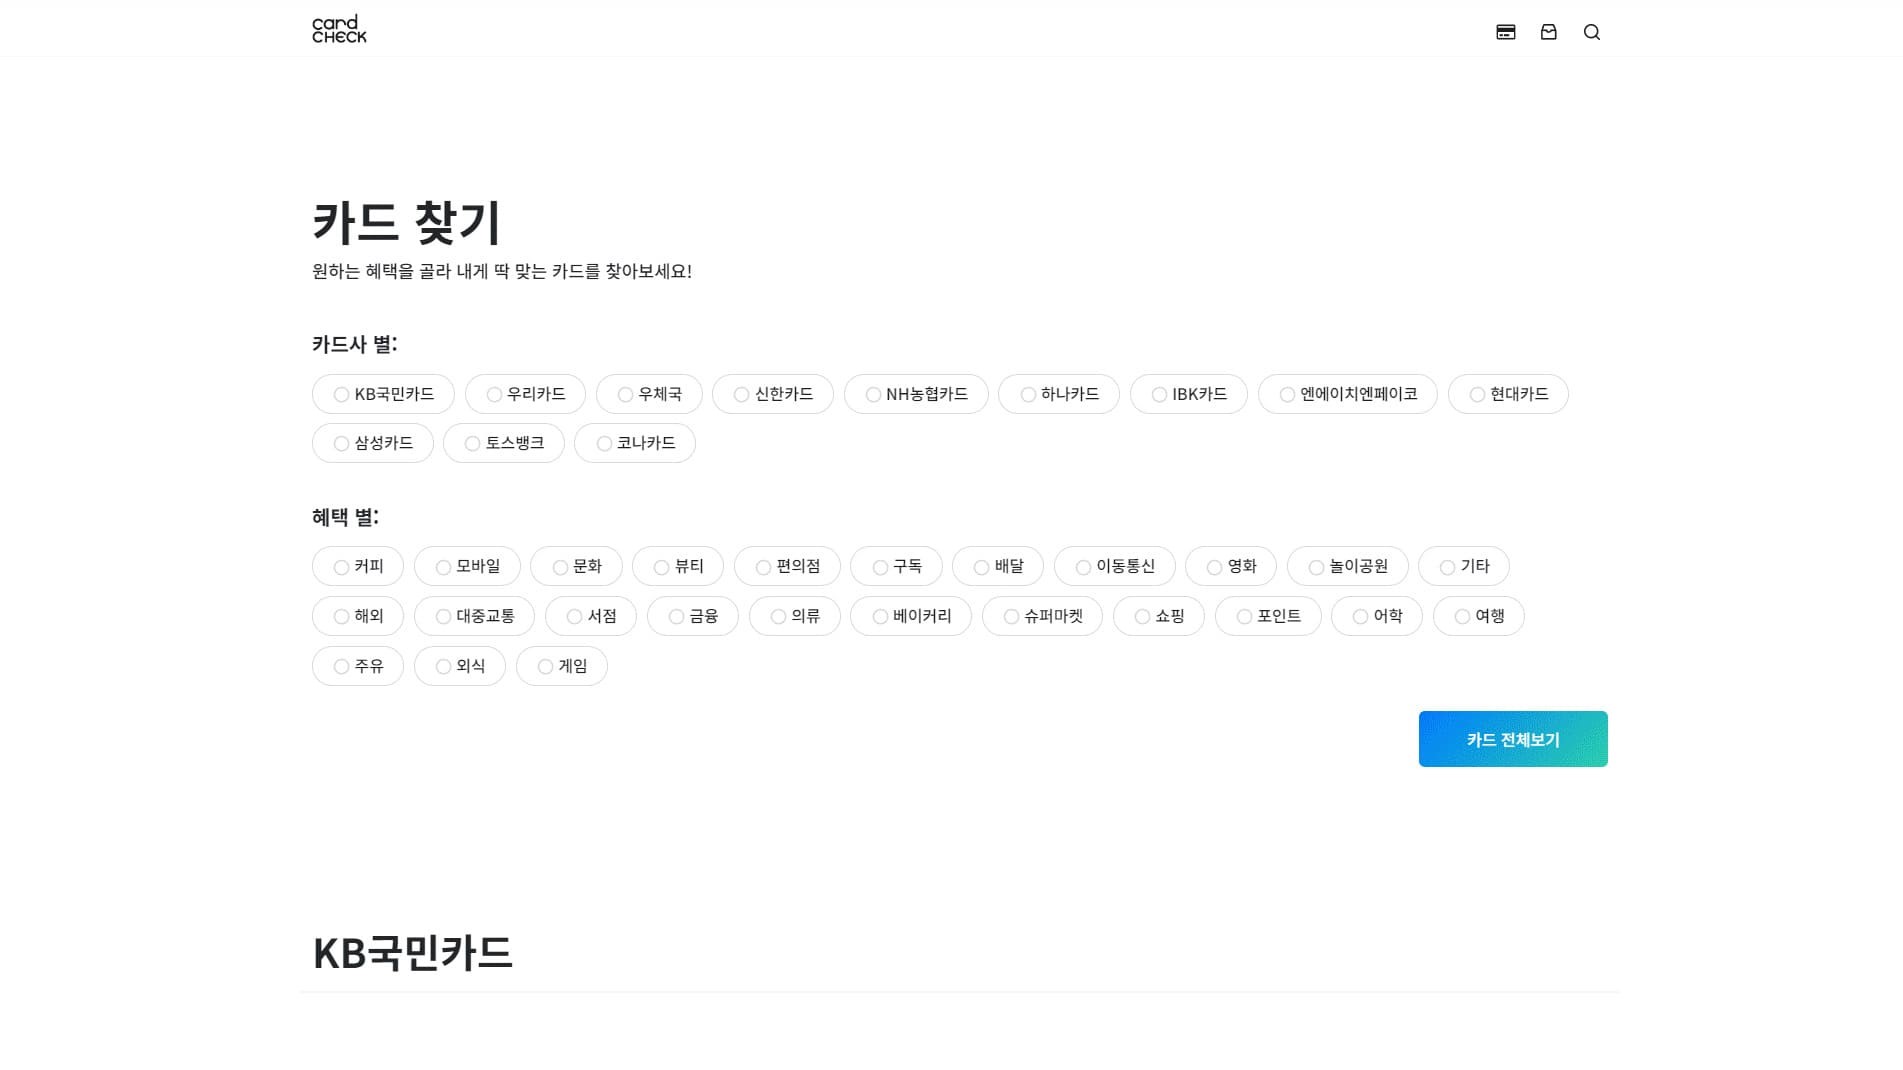 card
CHECK
카드 찾기
원하는 혜택을 골라 내게 딱 맞는 카드를 찾아보세요!
카드사 별:
KB국민카드 우리카드 우체국 신한카드 NH농협카드 하나카드 IBK카드 엔에이치엔페이코 현대카드
삼성카드 토스뱅크 코나카드
혜택 별:
커피 모바일 문화 뷰티 편의점 구독 배달 이동통신 영화 놀이공원 기타
해외 대중교통 서점 금융 의류 베이커리 슈퍼마켓 쇼핑 포인트 어학 여행
주유 외식 게임
카드 전체보기
KB국민카드